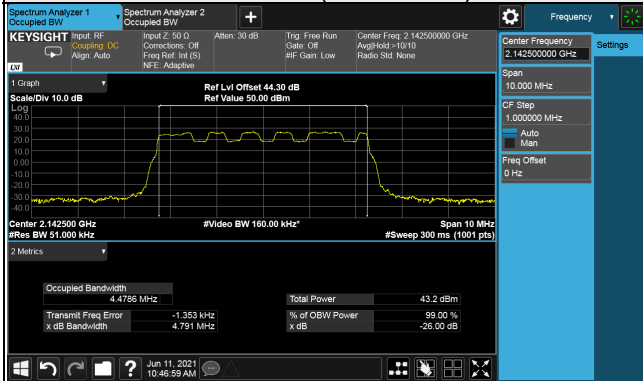 Spectrum Analyzer 1
Occupied BW
Spectrum Analyzer 2
Occupied BW
+
Frequency
KEYSIGHT
LXI
Input: RF
Coupling: DC
Align: Auto
Input Z: 50 Ω
Corrections: Off
Freq Ref: Int (S)
NFE: Adaptive
Atten: 30 dB
Trig: Free Run
Gate: Off
#IF Gain: Low
Center Freq: 2.142500000 GHz
Avg|Hold:>10/10
Radio Std: None
Center Frequency
2.142500000 GHz
Settings
Span
10.000 MHz
CF Step
1.000000 MHz
Auto
Man
Freq Offset
0 Hz
1 Graph
Scale/Div 10.0 dB
Ref Lvl Offset 44.30 dB
Ref Value 50.00 dBm
Log
40.0
30.0
20.0
10.0
0.00
-10.0
-20.0
-30.0
-40.0
Center 2.142500 GHz
#Video BW 160.00 kHz*
Span 10 MHz
#Res BW 51.000 kHz
#Sweep 300 ms (1001 pts)
2 Metrics
Occupied Bandwidth
4.4786 MHz
Total Power 43.2 dBm
Transmit Freq Error -1.353 kHz
% of OBW Power 99.00 %
x dB Bandwidth 4.791 MHz
x dB -26.00 dB
?
Jun 11, 2021
10:46:59 AM